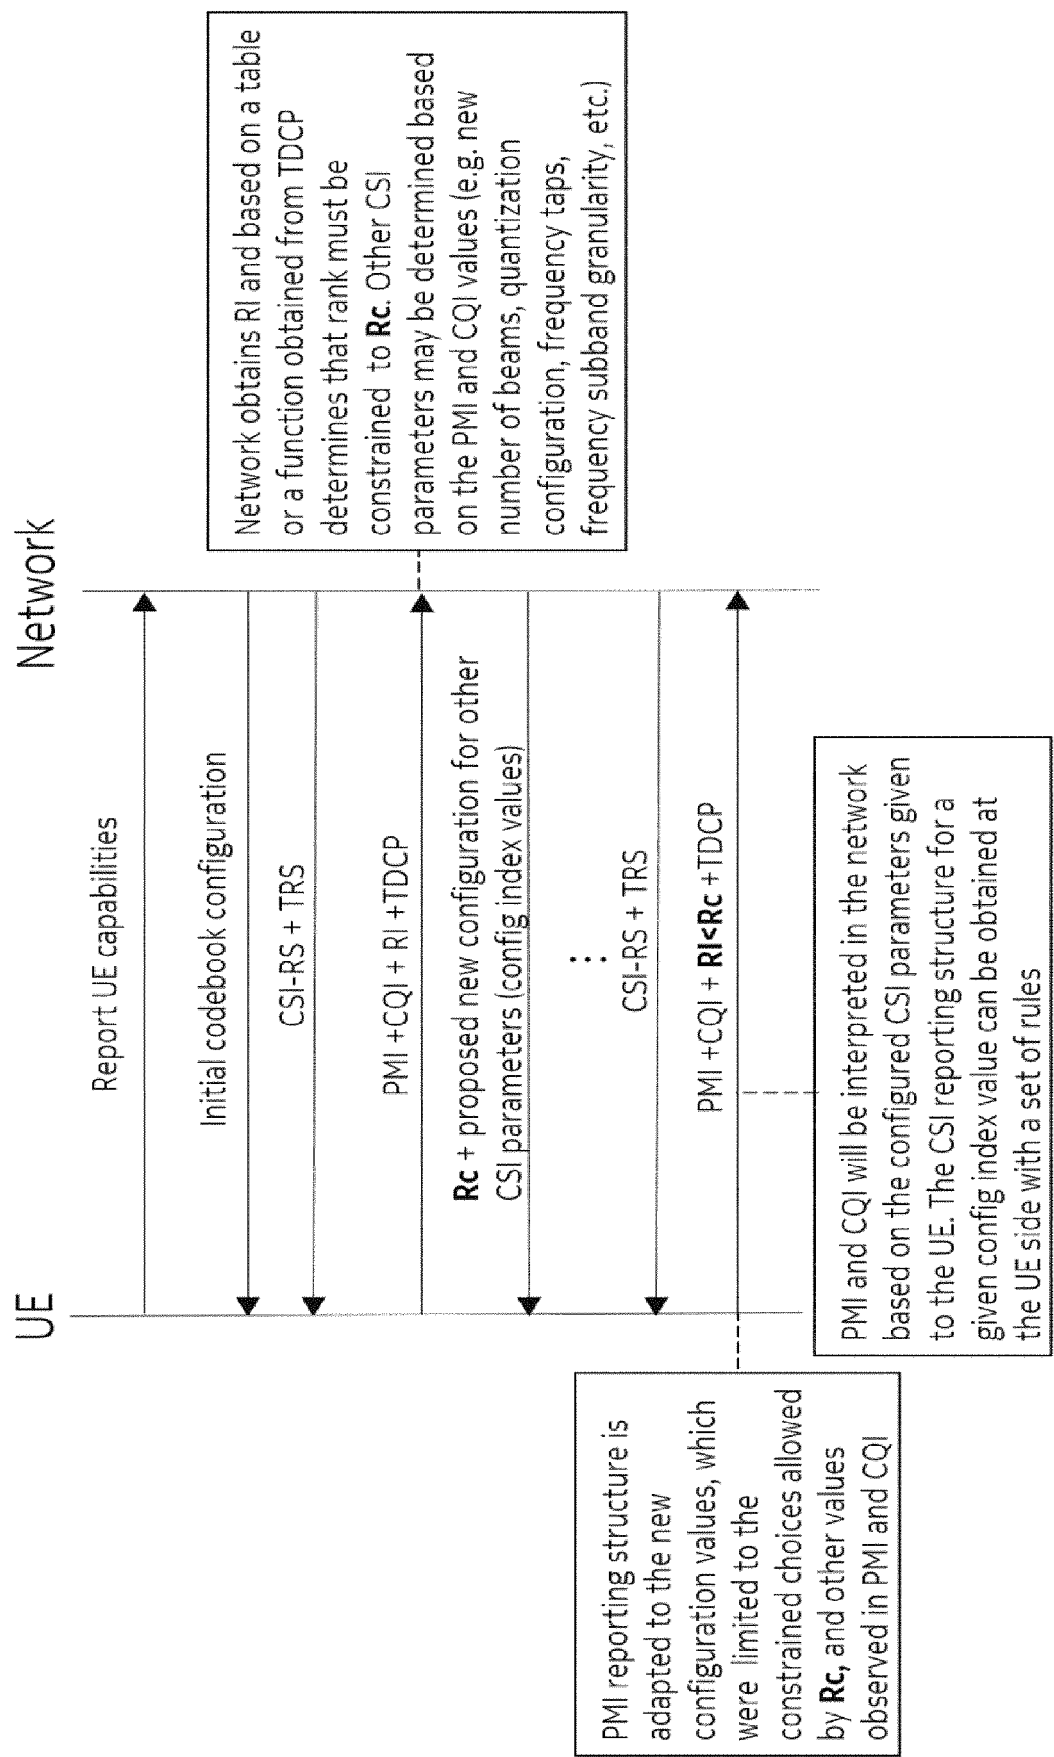 UE
Network
Report UE capabilities
Initial codebook configuration
CSI-RS + TRS
PMI +CQI + RI +TDCP
Network obtains RI and based on a table
or a function obtained from TDCP
determines that rank must be
constrained to Rc. Other CSI
parameters may be determined based
on the PMI and CQI values (e.g. new
number of beams, quantization
configuration, frequency taps,
frequency subband granularity, etc.)
Rc + proposed new configuration for other
CSI parameters (config index values)
...
CSI-RS + TRS
PMI +CQI + RI<Rc +TDCP
PMI reporting structure is
adapted to the new
configuration values, which
were limited to the
constrained choices allowed
by Rc, and other values
observed in PMI and CQI
PMI and CQI will be interpreted in the network
based on the configured CSI parameters given
to the UE. The CSI reporting structure for a
given config index value can be obtained at
the UE side with a set of rules